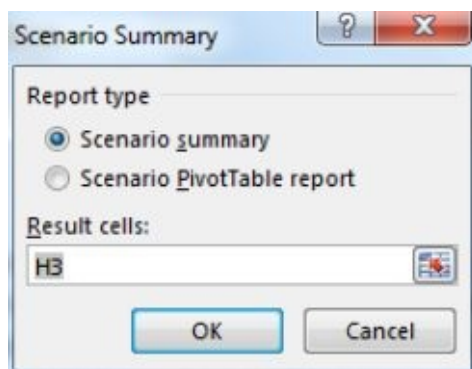 Scenario Summary
?
X
Report type
Scenario summary
Scenario PivotTable report
Result cells:
H3
OK
Cancel